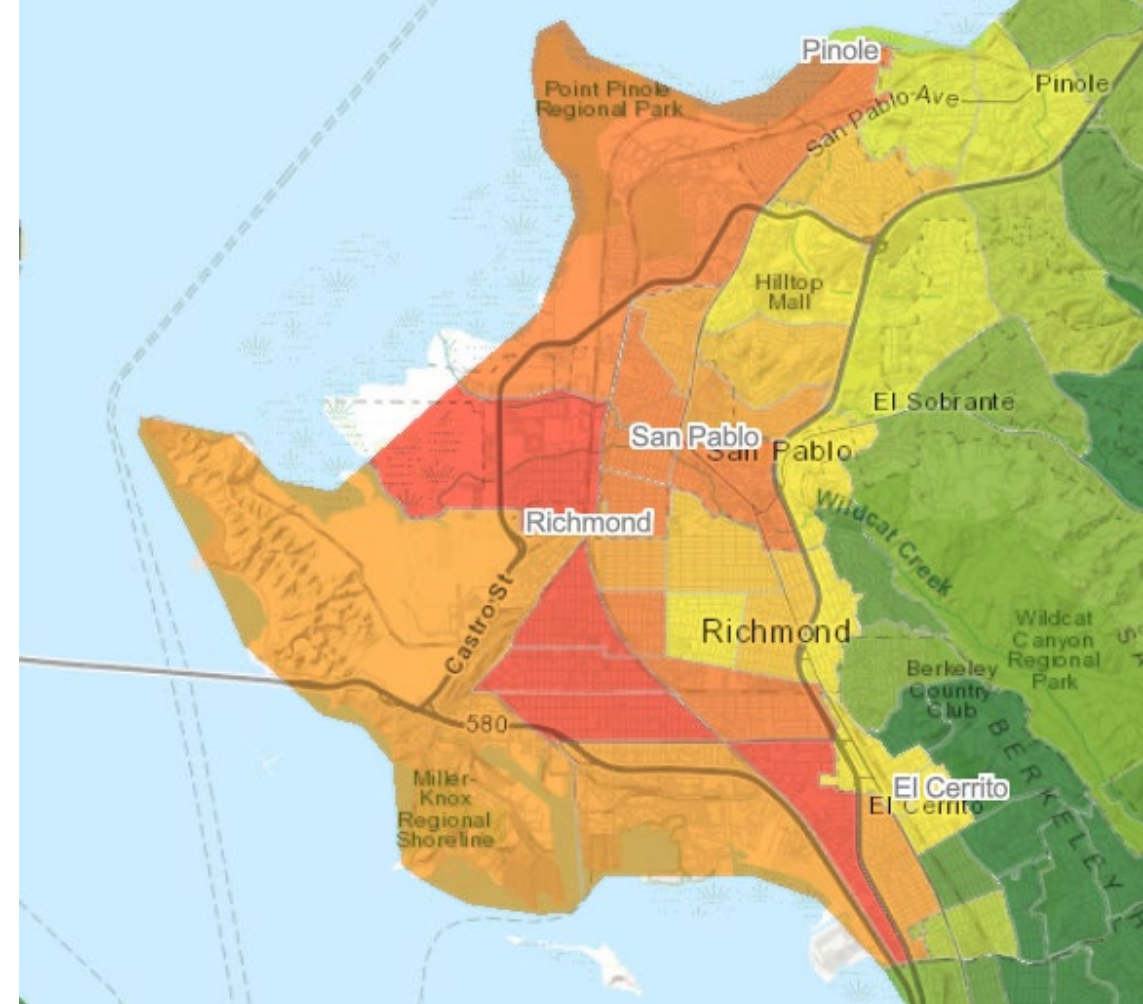 Pinole
Pinole
Point Pinole
Regional Park
San Pablo Ave
Hilltop
Mall
El Sobrante
San Pablo
San Pablo
Wildcat Creek
Richmond
Castro St
Richmond
Wildcat
Canyon
Regional
Park
Berkeley
Country
Club
580
Miller-
Knox
Regional
Shoreline
El Cerrito
El Cerrito
BERKELEY